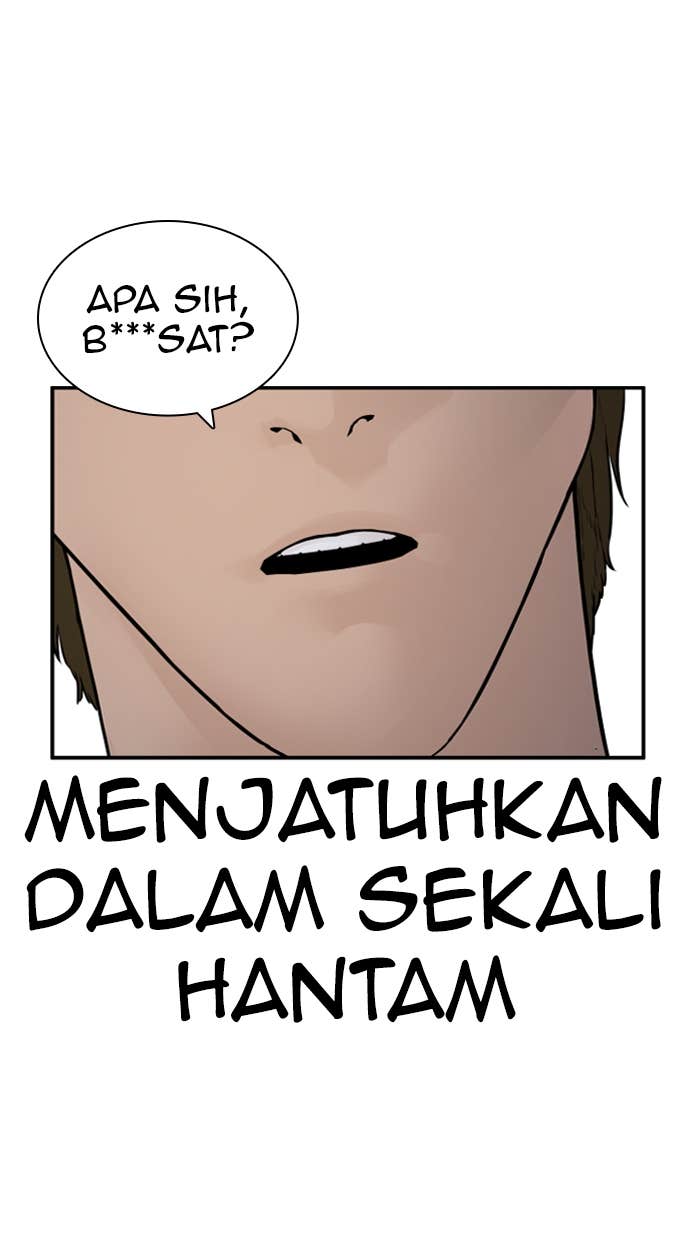 APA SIH,
B***SAT?
MENJATUHKAN
DALAM SEKALI
HANTAM